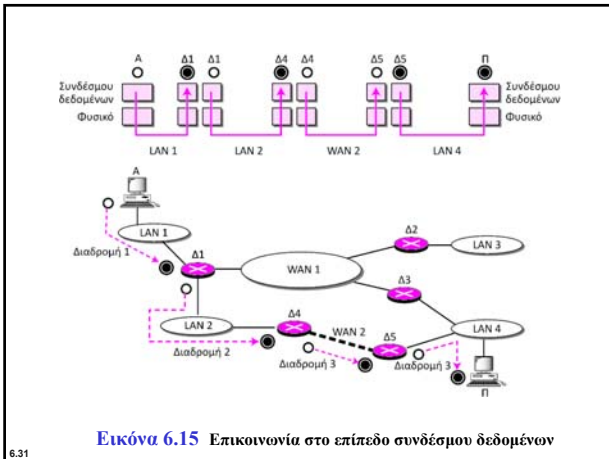 Α Δ1 Δ1 Δ4 Δ4 Δ5 Δ5 Π
Συνδέσμου
δεδομένων
Συνδέσμου
δεδομένων
Φυσικό
Φυσικό
LAN 1 LAN 2 WAN 2 LAN 4
Α
LAN 1
Διαδρομή 1
Δ1
WAN 1
Δ2
LAN 3
Δ3
LAN 2
Δ4
WAN 2
Δ5
LAN 4
Διαδρομή 2
Διαδρομή 3
Διαδρομή 3
Π
Εικόνα 6.15 Επικοινωνία στο επίπεδο συνδέσμου δεδομένων
6.31